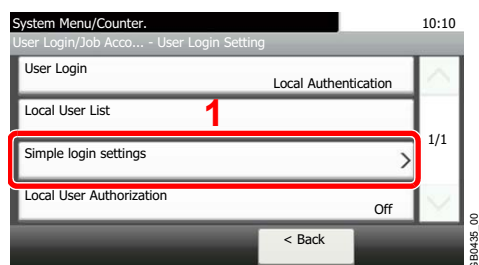 System Menu/Counter.
10:10
User Login/Job Acco... - User Login Setting
User Login
Local Authentication
Local User List
1
1/1
Simple login settings
Local User Authorization
Off
< Back
GB0435_00